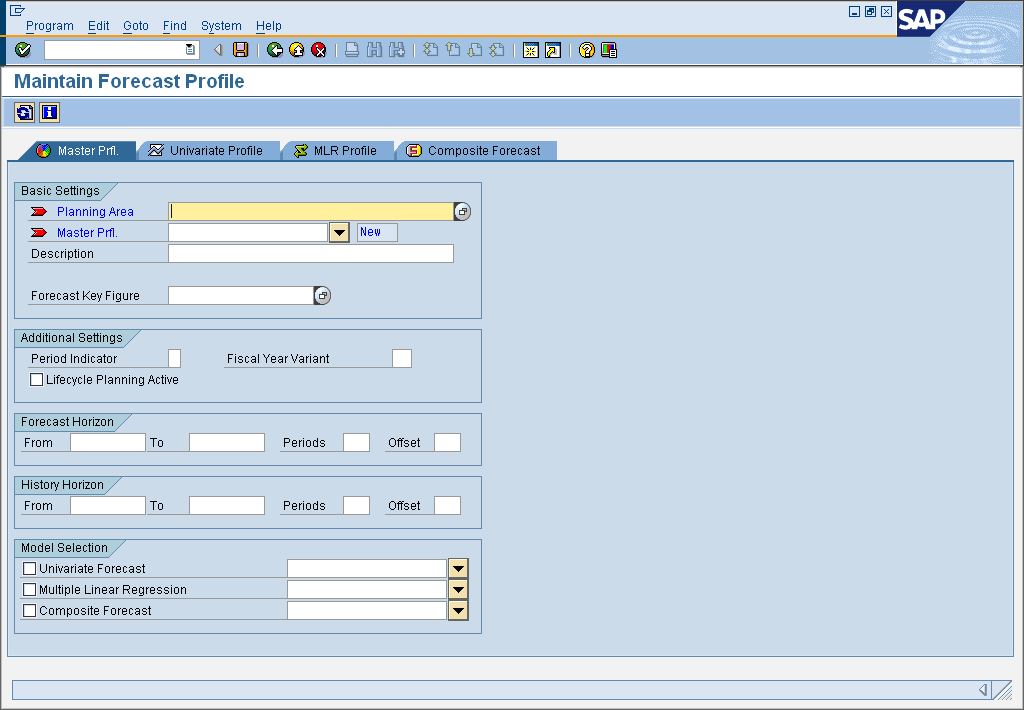 Program Edit Goto Find System Help
SAP
Maintain Forecast Profile
Master Prfl. Univariate Profile MLR Profile Composite Forecast
Basic Settings
Planning Area
Master Prfl. New
Description
Forecast Key Figure
Additional Settings
Period Indicator Fiscal Year Variant
Lifecycle Planning Active
Forecast Horizon
From To Periods Offset
History Horizon
From To Periods Offset
Model Selection
Univariate Forecast
Multiple Linear Regression
Composite Forecast